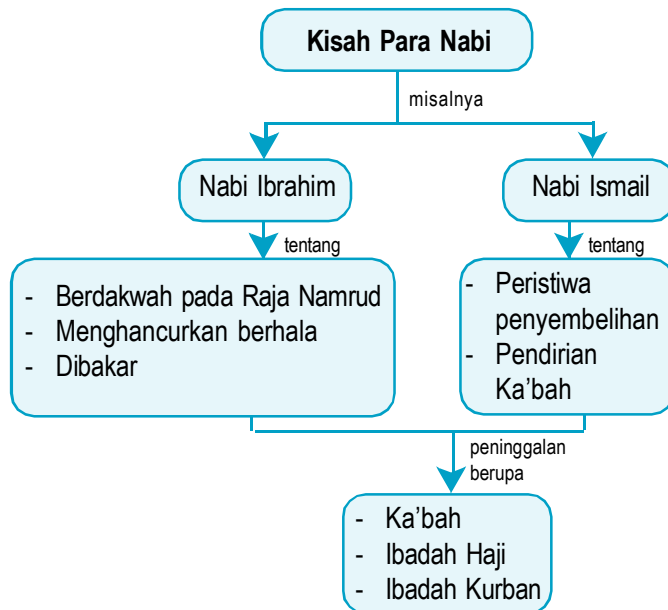 Kisah Para Nabi
misalnya
Nabi Ibrahim
Nabi Ismail
tentang
tentang
- Berdakwah pada Raja Namrud
- Menghancurkan berhala
- Dibakar
- Peristiwa
penyembelihan
- Pendirian
Ka'bah
peninggalan
berupa
- Ka'bah
- Ibadah Haji
- Ibadah Kurban